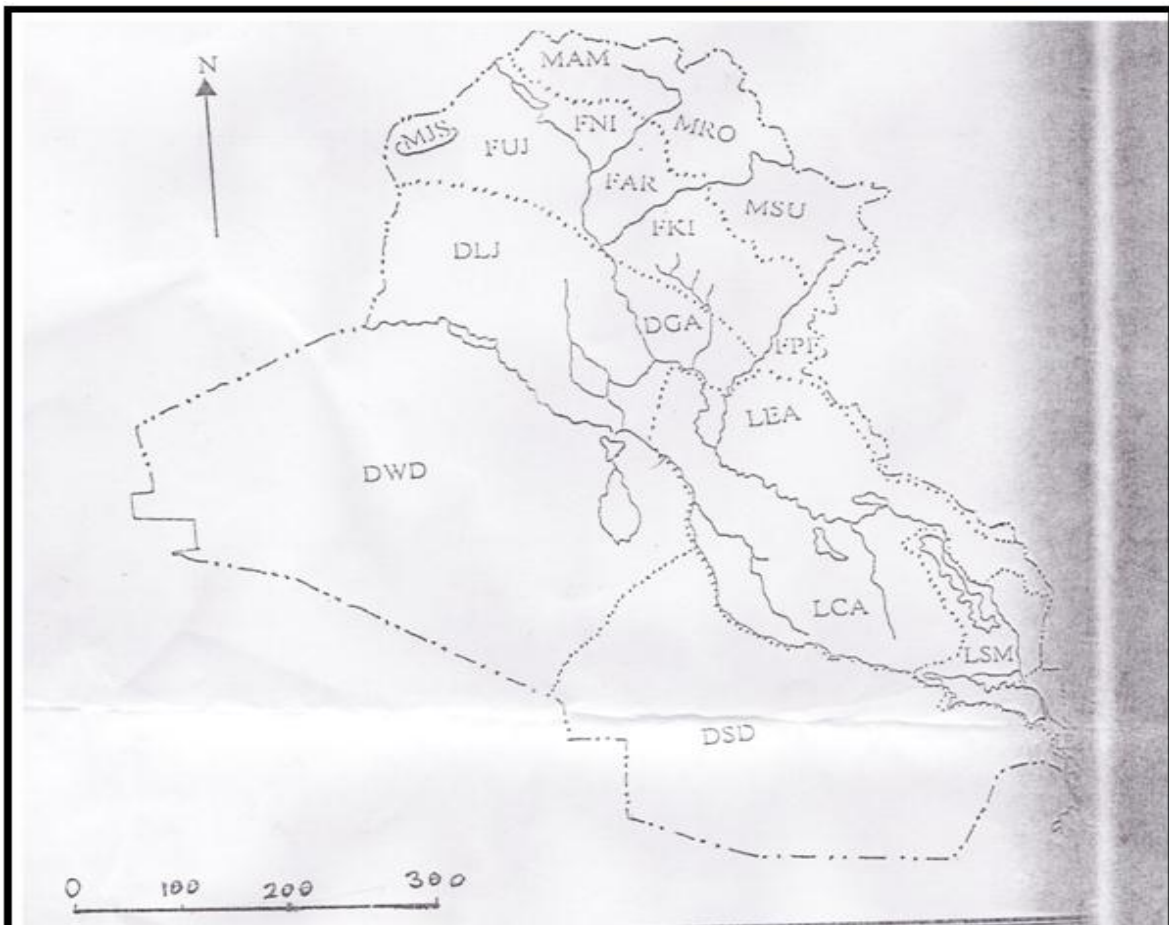 N
MAM
MJS
FUJ
FNI
MRO
FAR
MSU
FKI
DLJ
DGA
FPF
LEA
DWD
LCA
LSM
DSD
0 100 200 300